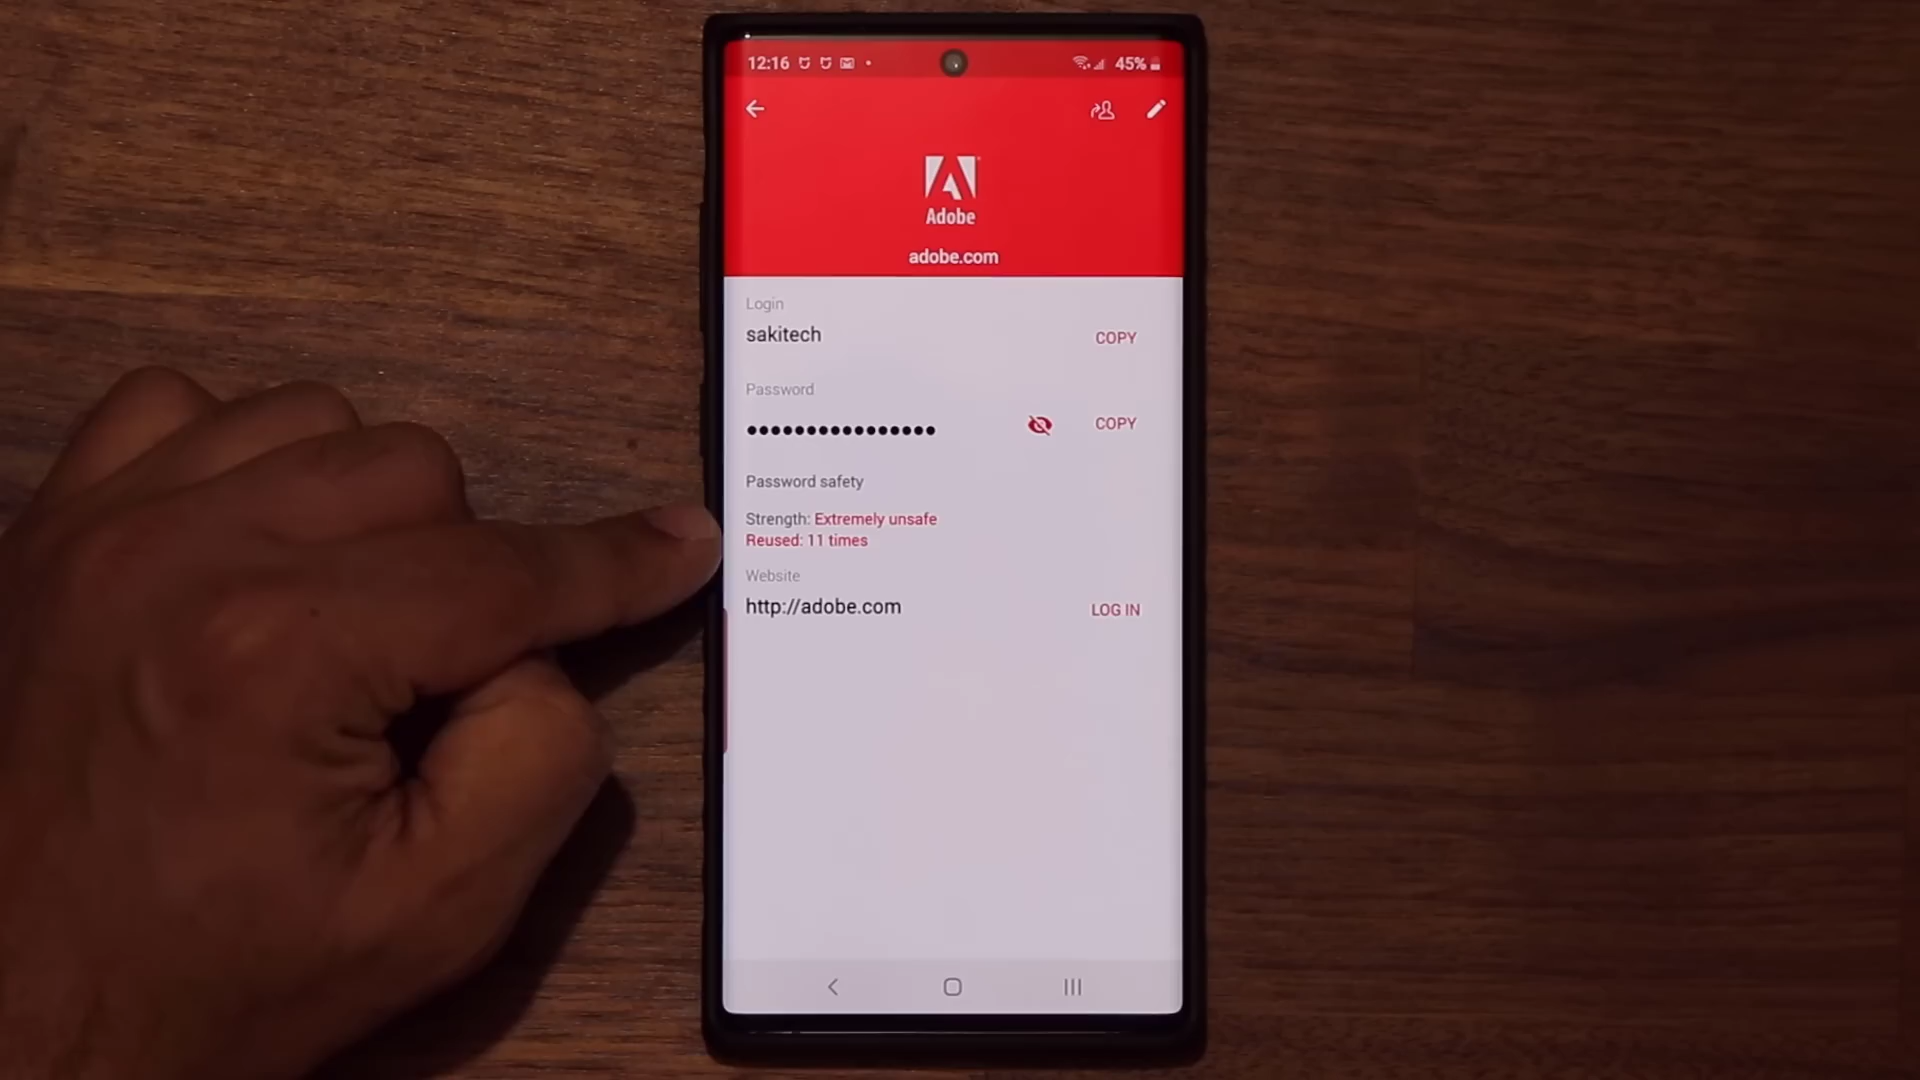 12:16
45%
Adobe
adobe.com
Login
sakitech
COPY
Password
COPY
Password safety
Strength: Extremely unsafe
Reused: 11 times
Website
http://adobe.com
LOG IN